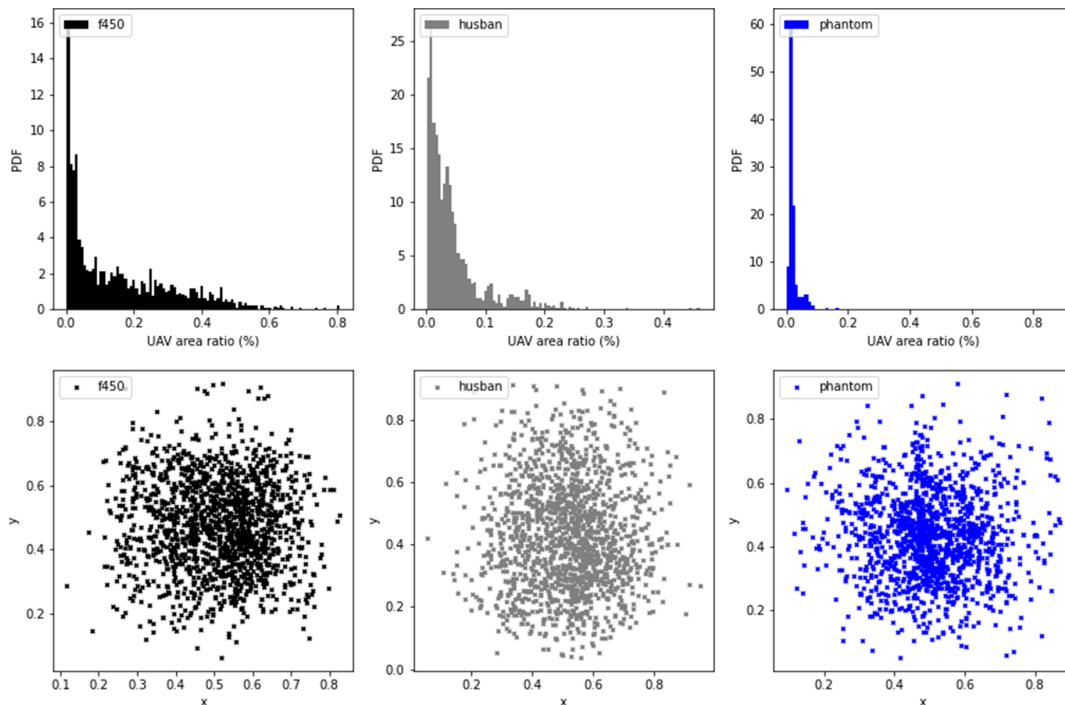 f450
16
14
12
10
8
6
4
2
0
PDF
0.0 0.2 0.4 0.6 0.8
UAV area ratio (%)
husban
25
20
15
10
5
0
PDF
0.0 0.1 0.2 0.3 0.4
UAV area ratio (%)
phantom
60
50
40
30
20
10
0
PDF
0.0 0.2 0.4 0.6 0.8
UAV area ratio (%)
f450
0.8
0.6
0.4
0.2
y
0.1 0.2 0.3 0.4 0.5 0.6 0.7 0.8
x
husban
0.8
0.6
0.4
0.2
0.0
y
0.2 0.4 0.6 0.8
x
phantom
0.8
0.6
0.4
0.2
y
0.2 0.4 0.6 0.8
x